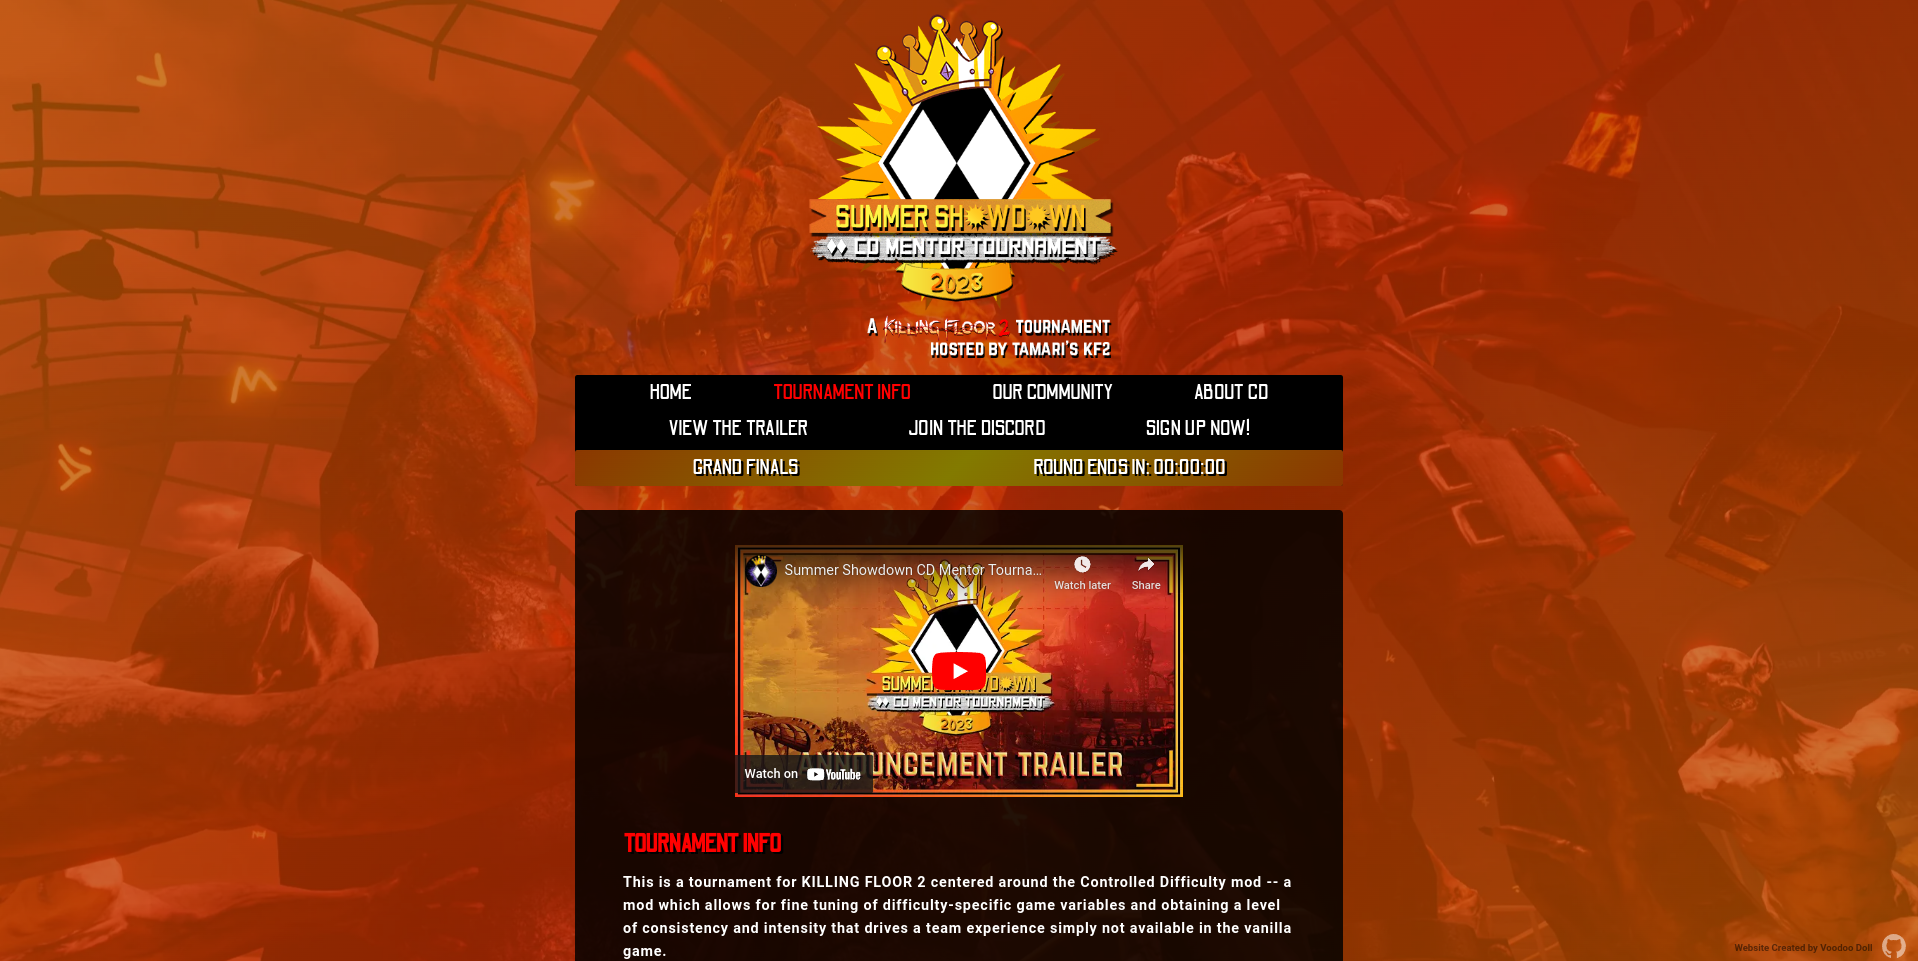 SUMMER SHOWDOWN
CD MENTOR TOURNAMENT
2023
A KILLING FLOOR 2 TOURNAMENT
HOSTED BY TAMARI'S KF2
HOME TOURNAMENT INFO OUR COMMUNITY ABOUT CD
VIEW THE TRAILER JOIN THE DISCORD SIGN UP NOW!
GRAND FINALS ROUND ENDS IN: 00:00:00
Summer Showdown CD Mentor Tourna...
Watch later Share
SUMMER SHOWDOWN
CD MENTOR TOURNAMENT
2023
ANNOUNCEMENT TRAILER
Watch on YouTube
TOURNAMENT INFO
This is a tournament for KILLING FLOOR 2 centered around the Controlled Difficulty mod -- a
mod which allows for fine tuning of difficulty-specific game variables and obtaining a level
of consistency and intensity that drives a team experience simply not available in the vanilla
game.
Website Created by Voodoo Doll